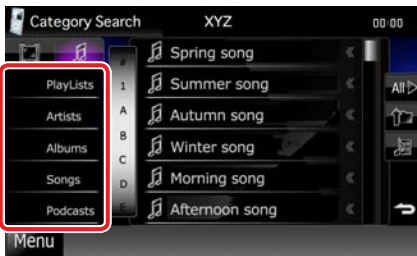 Category Search XYZ 00:00
# Spring song
PlayLists 1 Summer song All
Artists A Autumn song
Albums B Winter song
C
Songs D Morning song
Podcasts E Afternoon song
Menu